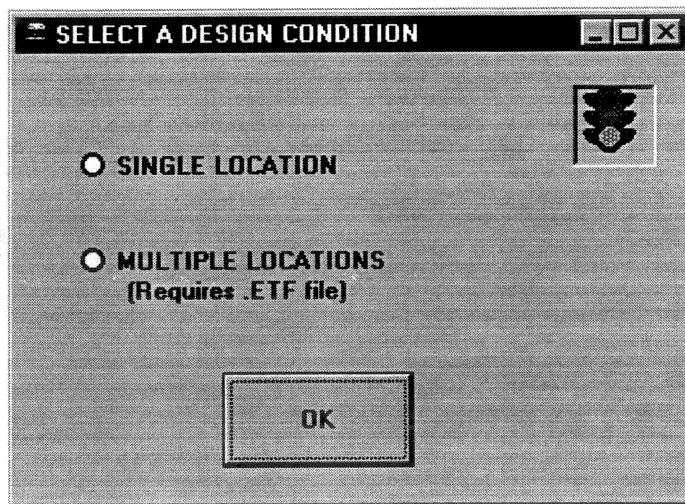 SELECT A DESIGN CONDITION
SINGLE LOCATION
MULTIPLE LOCATIONS
(Requires .ETF file)
OK